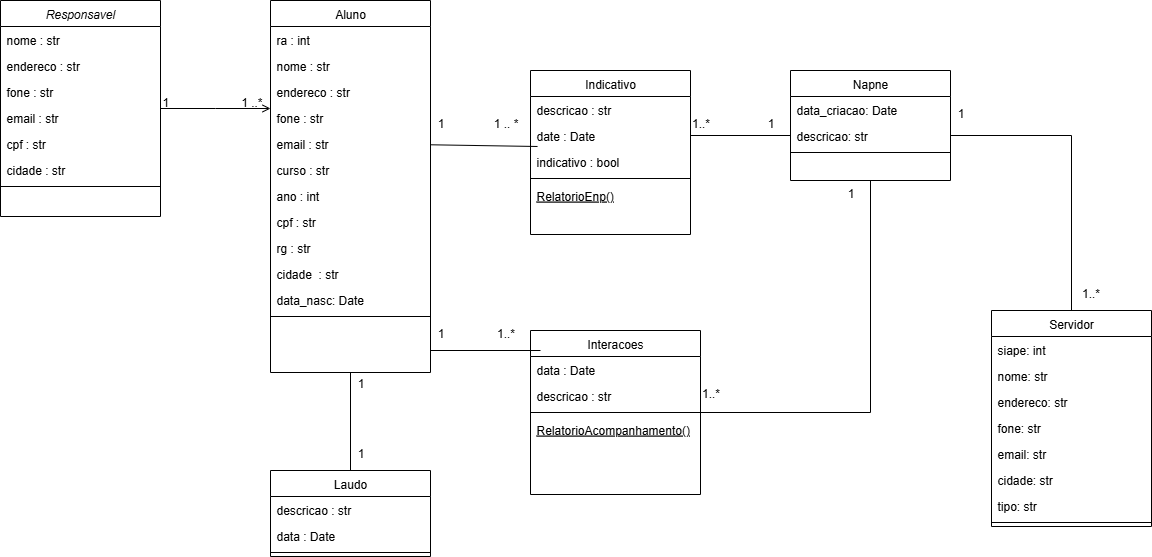 Responsavel
nome : str
endereco : str
fone : str
email : str
cpf : str
cidade : str
1
1 ..*
Aluno
ra : int
nome : str
endereco : str
fone : str
email : str
curso : str
ano : int
cpf : str
rg : str
cidade : str
data_nasc: Date
1
1 .. *
Indicativo
descricao : str
date : Date
indicativo : bool
RelatorioEnp()
1..*
1
Napne
data_criacao: Date
descricao: str
1
1
1..*
1
1..*
Interacoes
data : Date
descricao : str
RelatorioAcompanhamento()
1..*
1
1
Laudo
descricao : str
data : Date
Servidor
siape: int
nome: str
endereco: str
fone: str
email: str
cidade: str
tipo: str